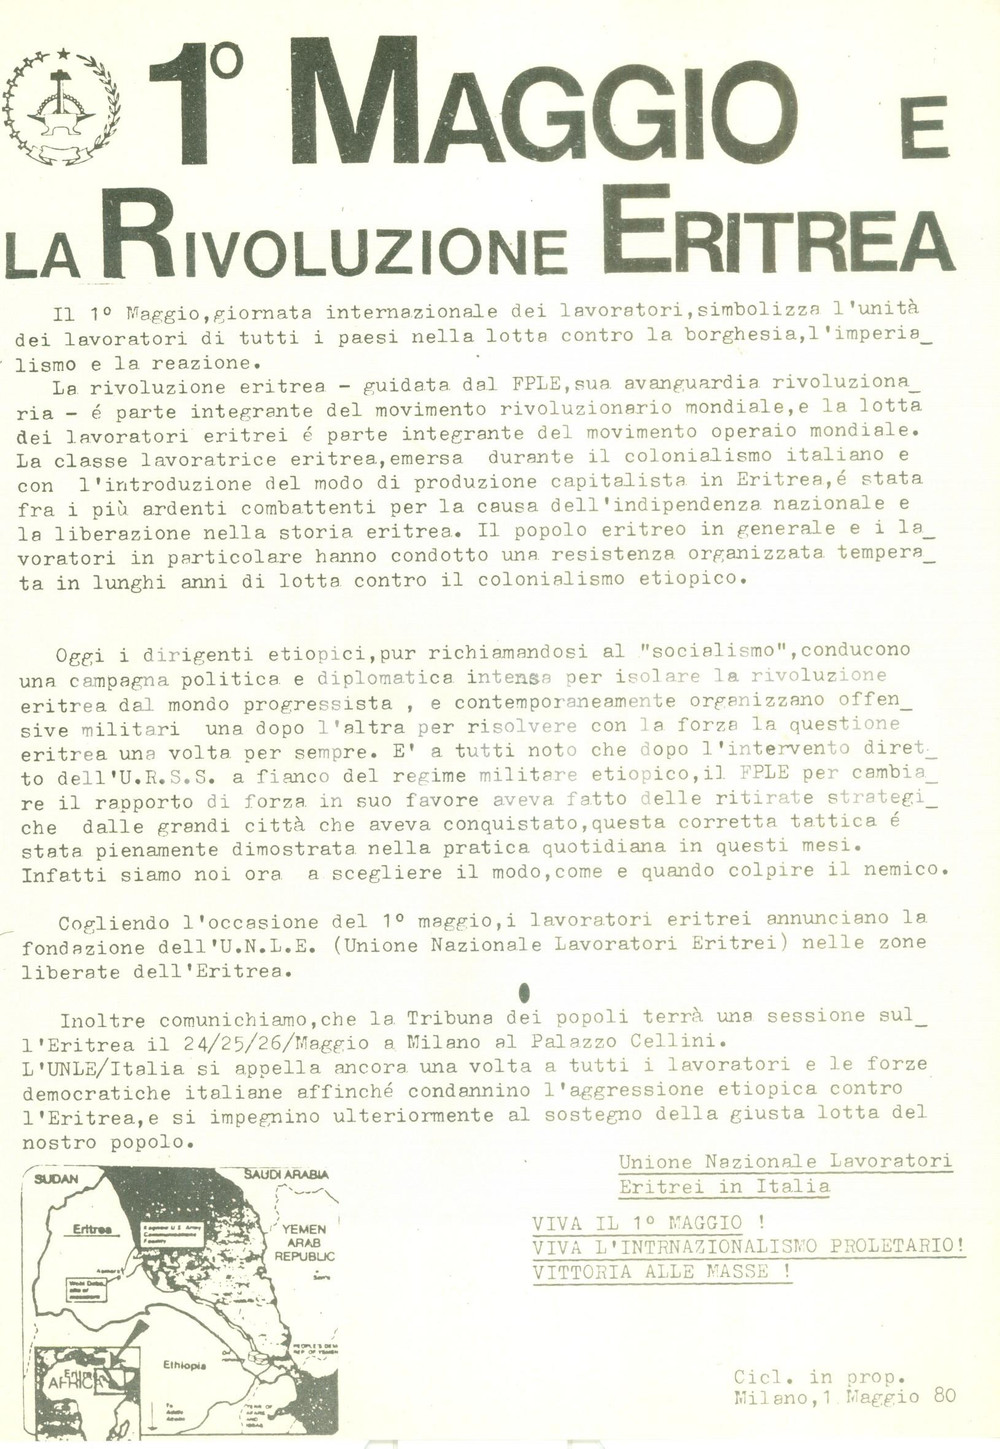 1º MAGGIO E
LA RIVOLUZIONE ERITREA
Il 1º Maggio,giornata internazionale dei lavoratori,simbolizza l'unità
dei lavoratori di tutti i paesi nella lotta contro la borghesia,l'imperia_
lismo e la reazione.
La rivoluzione eritrea - guidata dal FPLE,sua avanguardia rivoluziona_
ria - é parte integrante del movimento rivoluzionario mondiale,e la lotta
dei lavoratori eritrei é parte integrante del movimento operaio mondiale.
La classe lavoratrice eritrea,emersa durante il colonialismo italiano e
con l'introduzione del modo di produzione capitalista in Eritrea,é stata
fra i più ardenti combattenti per la causa dell'indipendenza nazionale e
la liberazione nella storia eritrea. Il popolo eritreo in generale e i la_
voratori in particolare hanno condotto una resistenza organizzata tempera_
ta in lunghi anni di lotta contro il colonialismo etiopico.
Oggi i dirigenti etiopici,pur richiamandosi al "socialismo",conducono
una campagna politica e diplomatica intensa per isolare la rivoluzione
eritrea dal mondo progressista , e contemporaneamente organizzano offen_
sive militari una dopo l'altra per risolvere con la forza la questione
eritrea una volta per sempre. E' a tutti noto che dopo l'intervento diret_
to dell'U.R.S.S. a fianco del regime militare etiopico,il FPLE per cambia_
re il rapporto di forza in suo favore aveva fatto delle ritirate strategi_
che dalle grandi città che aveva conquistato,questa corretta tattica é
stata pienamente dimostrata nella pratica quotidiana in questi mesi.
Infatti siamo noi ora a scegliere il modo,come e quando colpire il nemico.
Cogliendo l'occasione del 1º maggio,i lavoratori eritrei annunciano la
fondazione dell'U.N.L.E. (Unione Nazionale Lavoratori Eritrei) nelle zone
liberate dell'Eritrea.
Inoltre comunichiamo,che la Tribuna dei popoli terrà una sessione sul_
l'Eritrea il 24/25/26/Maggio a Milano al Palazzo Cellini.
L'UNLE/Italia si appella ancora una volta a tutti i lavoratori e le forze
democratiche italiane affinché condannino l'aggressione etiopica contro
l'Eritrea,e si impegnino ulteriormente al sostegno della giusta lotta del
nostro popolo.
Unione Nazionale Lavoratori
Eritrei in Italia
VIVA IL 1º MAGGIO !
VIVA L'INTRNAZIONALISMO PROLETARIO!
VITTORIA ALLE MASSE !
SUDAN
SAUDI ARABIA
Eritrea
YEMEN
ARAB
REPUBLIC
Ethiopia
AFRICA
Cicl. in prop.
Milano,1 Maggio 80